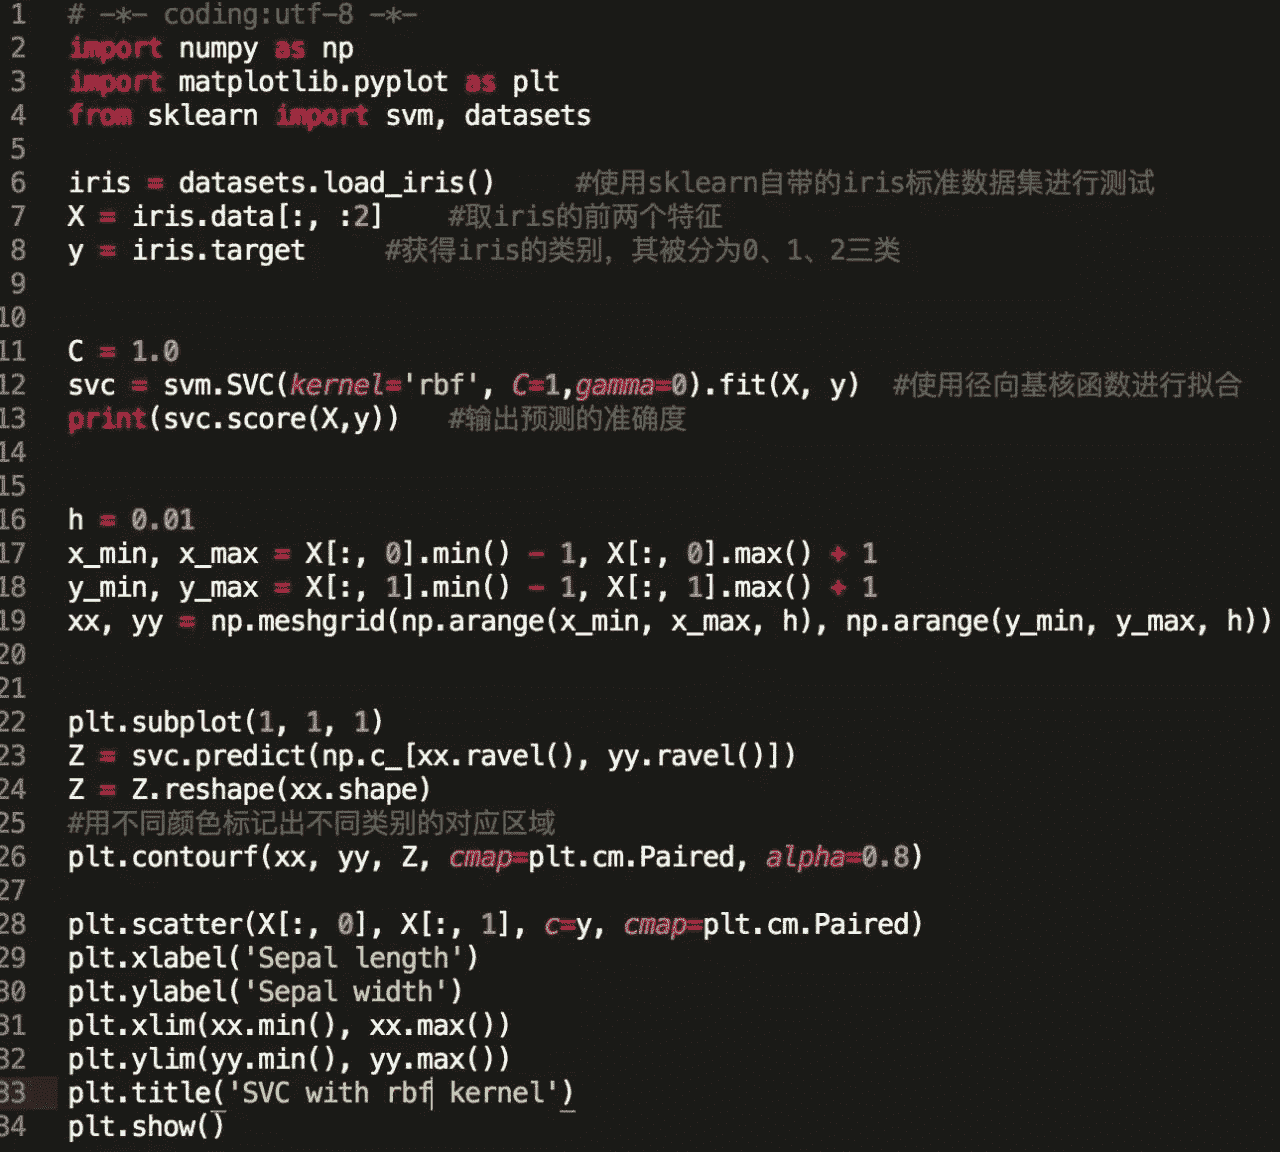 1 # -*- coding:utf-8 -*-
2 import numpy as np
3 import matplotlib.pyplot as plt
4 from sklearn import svm, datasets
5
6 iris = datasets.load_iris()     #使用sklearn自带的iris标准数据集进行测试
7 X = iris.data[:, :2]    #取iris的前两个特征
8 y = iris.target     #获得iris的类别，其被分为0、1、2三类
9
10
11 C = 1.0
12 svc = svm.SVC(kernel='rbf', C=1,gamma=0).fit(X, y)  #使用径向基核函数进行拟合
13 print(svc.score(X,y))   #输出预测的准确度
14
15
16 h = 0.01
17 x_min, x_max = X[:, 0].min() - 1, X[:, 0].max() + 1
18 y_min, y_max = X[:, 1].min() - 1, X[:, 1].max() + 1
19 xx, yy = np.meshgrid(np.arange(x_min, x_max, h), np.arange(y_min, y_max, h))
20
21
22 plt.subplot(1, 1, 1)
23 Z = svc.predict(np.c_[xx.ravel(), yy.ravel()])
24 Z = Z.reshape(xx.shape)
25 #用不同颜色标记出不同类别的对应区域
26 plt.contourf(xx, yy, Z, cmap=plt.cm.Paired, alpha=0.8)
27
28 plt.scatter(X[:, 0], X[:, 1], c=y, cmap=plt.cm.Paired)
29 plt.xlabel('Sepal length')
30 plt.ylabel('Sepal width')
31 plt.xlim(xx.min(), xx.max())
32 plt.ylim(yy.min(), yy.max())
33 plt.title('SVC with rbf kernel')
34 plt.show()